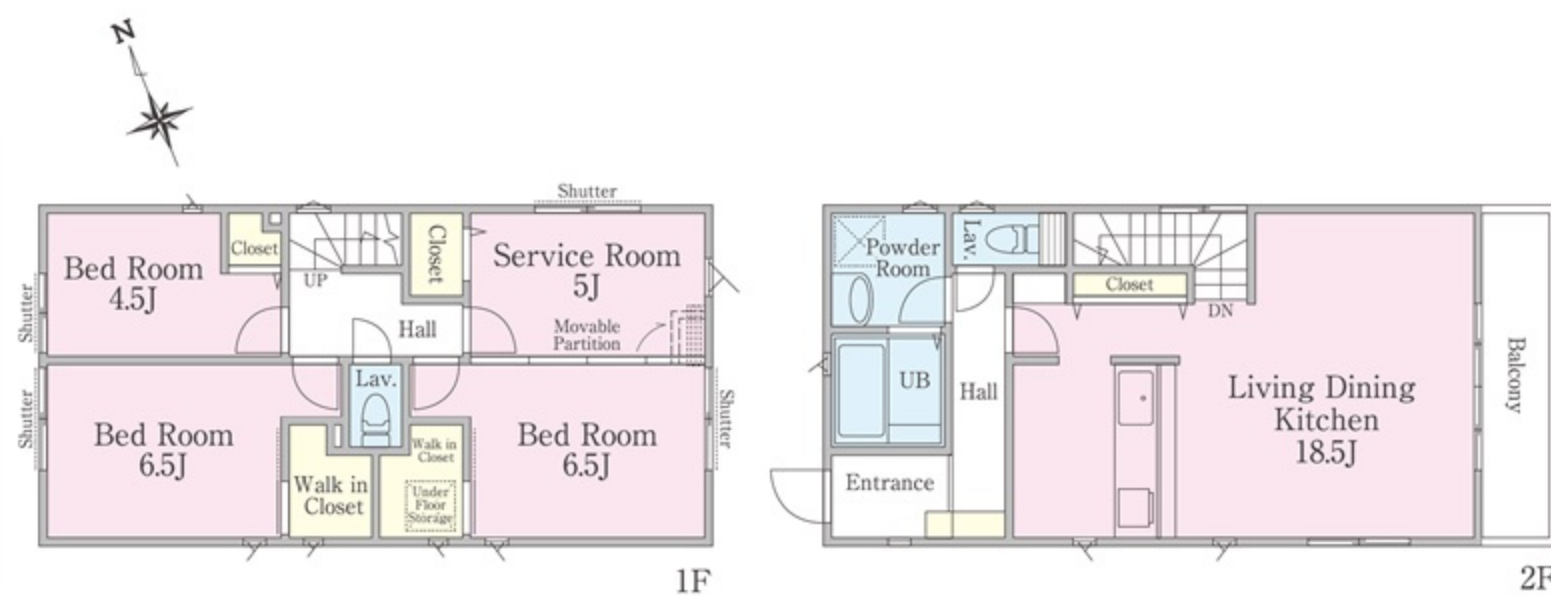 N
Shutter
Bed Room
4.5J
Closet
UP
Closet
Service Room
5J
Hall
Movable
Partition
Shutter
Shutter
Bed Room
6.5J
Lav.
Walk in
Closet
Walk in
Closet
Under
Floor
Storage
Bed Room
6.5J
Shutter
1F
Powder
Room
Lav.
Closet
DN
UB
Hall
Entrance
Living Dining
Kitchen
18.5J
Balcony
2F